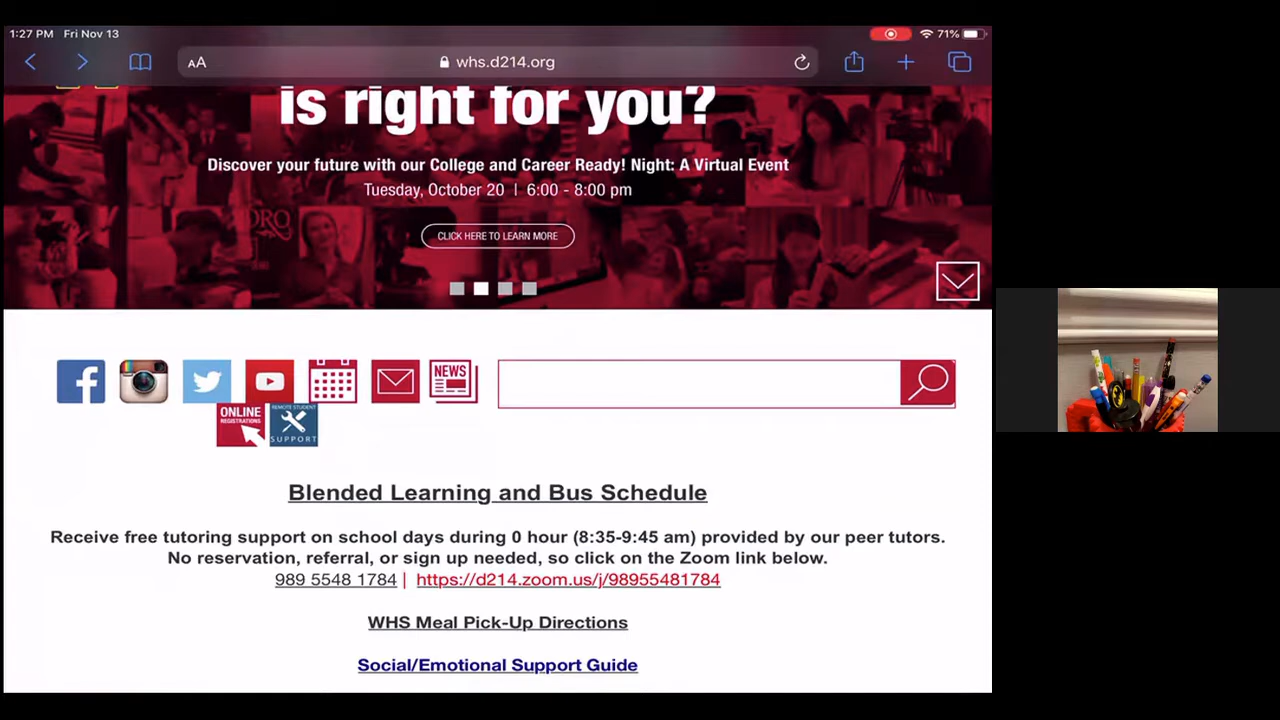 1:27 PM Fri Nov 13
71%
AA
whs.d214.org
is right for you?
Discover your future with our College and Career Ready! Night: A Virtual Event
Tuesday, October 20 | 6:00 - 8:00 pm
CLICK HERE TO LEARN MORE
NEWS
ONLINE
REGISTRATIONS
REMOTE STUDENT
SUPPORT
Blended Learning and Bus Schedule
Receive free tutoring support on school days during 0 hour (8:35-9:45 am) provided by our peer tutors.
No reservation, referral, or sign up needed, so click on the Zoom link below.
989 5548 1784 | https://d214.zoom.us/j/98955481784
WHS Meal Pick-Up Directions
Social/Emotional Support Guide